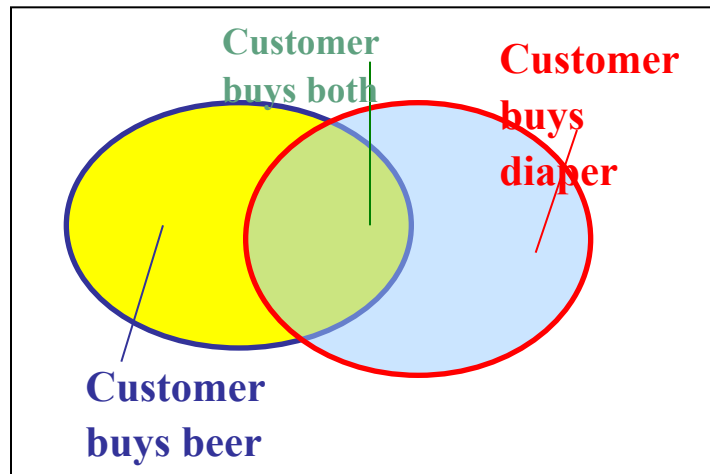 Customer
buys both
Customer
buys
diaper
Customer
buys beer